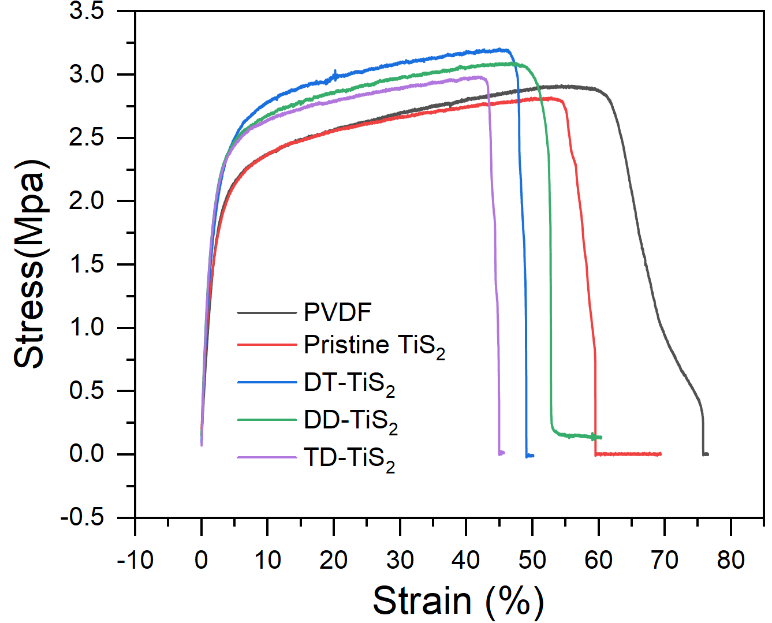 3.5
3.0
2.5
2.0
1.5
1.0
0.5
0.0
-0.5
Stress(Mpa)
PVDF
Pristine TiS₂
DT-TiS₂
DD-TiS₂
TD-TiS₂
-10 0 10 20 30 40 50 60 70 80
Strain (%)